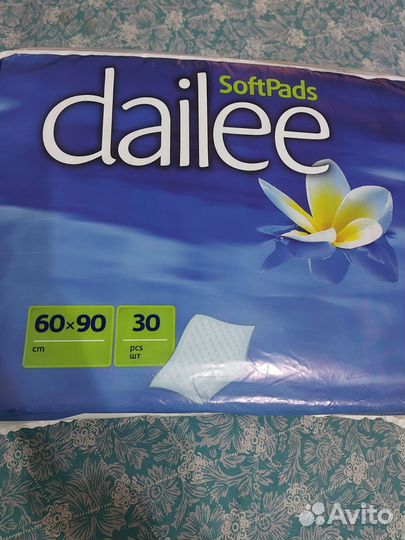 SoftPads
dailee
60×90 30
cm pcs
шт
Avito